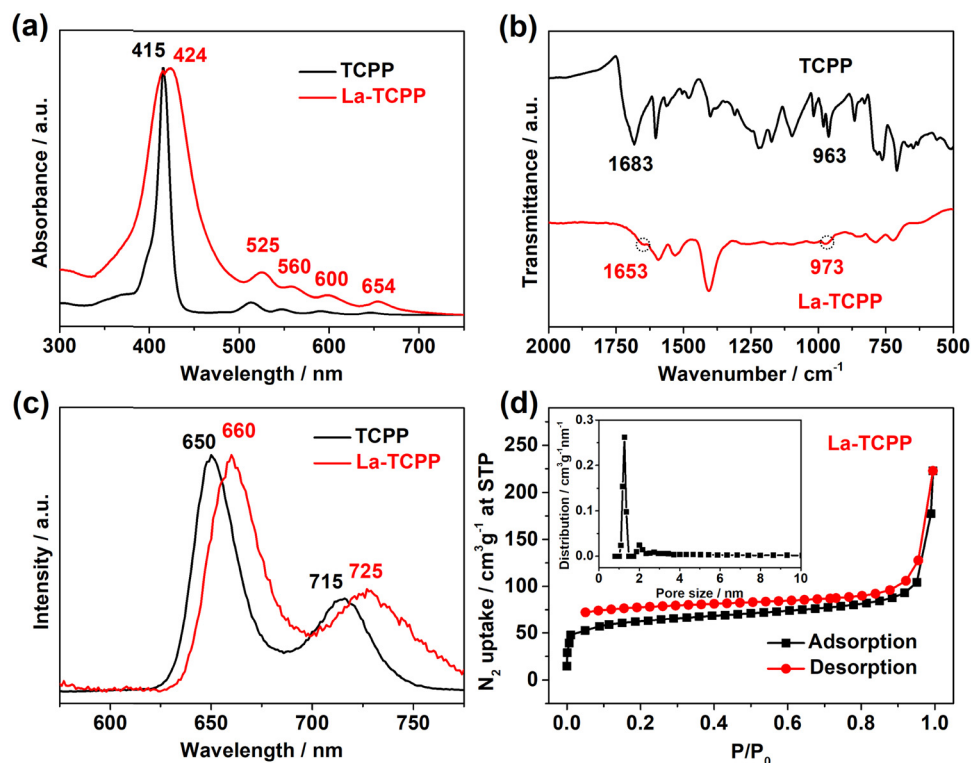 (a)
415
424
TCPP
La-TCPP
525
560
600
654
Absorbance / a.u.
300 400 500 600 700
Wavelength / nm
(b)
TCPP
1683
963
1653
973
La-TCPP
Transmittance / a.u.
2000 1750 1500 1250 1000 750 500
Wavenumber / cm⁻¹
(c)
650
660
TCPP
La-TCPP
715
725
Intensity / a.u.
600 650 700 750
Wavelength / nm
(d)
La-TCPP
250
225
200
175
150
125
100
75
50
25
0
N₂ uptake / cm³g⁻¹ at STP
0.3
0.2
0.1
0.0
Distribution / cm³g⁻¹nm⁻¹
0 2 4 6 8 10
Pore size / nm
Adsorption
Desorption
0.0 0.2 0.4 0.6 0.8 1.0
P/P₀